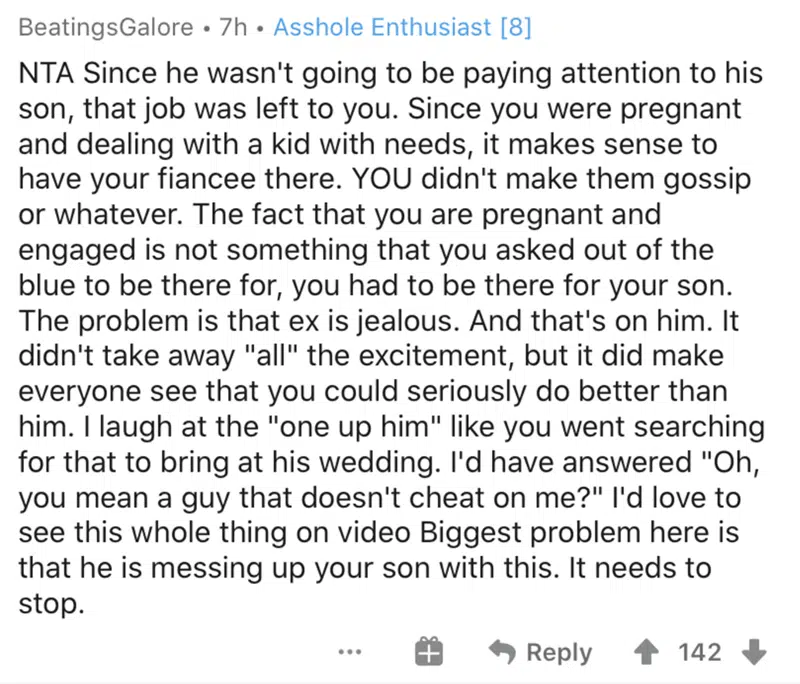 BeatingsGalore • 7h • Asshole Enthusiast [8]
NTA Since he wasn't going to be paying attention to his
son, that job was left to you. Since you were pregnant
and dealing with a kid with needs, it makes sense to
have your fiancee there. YOU didn't make them gossip
or whatever. The fact that you are pregnant and
engaged is not something that you asked out of the
blue to be there for, you had to be there for your son.
The problem is that ex is jealous. And that's on him. It
didn't take away "all" the excitement, but it did make
everyone see that you could seriously do better than
him. I laugh at the "one up him" like you went searching
for that to bring at his wedding. I'd have answered "Oh,
you mean a guy that doesn't cheat on me?" I'd love to
see this whole thing on video Biggest problem here is
that he is messing up your son with this. It needs to
stop.
... Reply 142